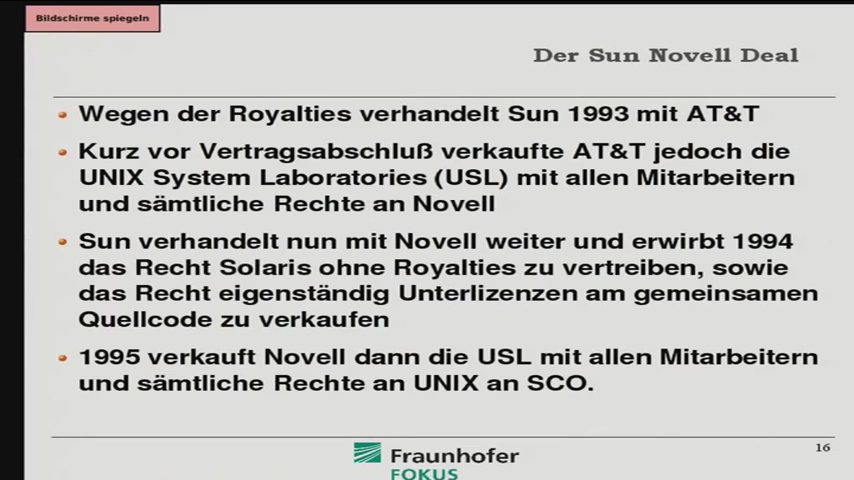 Bildschirme spiegeln
Der Sun Novell Deal
Wegen der Royalties verhandelt Sun 1993 mit AT&T
Kurz vor Vertragsabschluß verkaufte AT&T jedoch die
UNIX System Laboratories (USL) mit allen Mitarbeitern
und sämtliche Rechte an Novell
Sun verhandelt nun mit Novell weiter und erwirbt 1994
das Recht Solaris ohne Royalties zu vertreiben, sowie
das Recht eigenständig Unterlizenzen am gemeinsamen
Quellcode zu verkaufen
1995 verkauft Novell dann die USL mit allen Mitarbeitern
und sämtliche Rechte an UNIX an SCO.
Fraunhofer
FOKUS
16